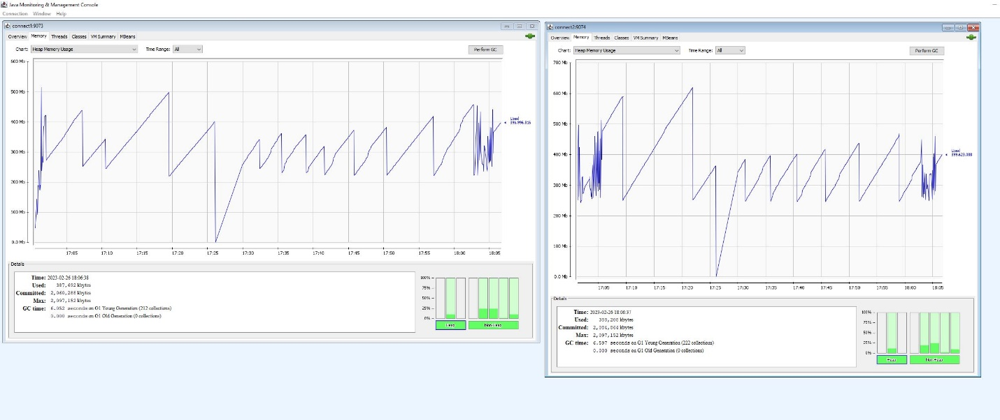 Java Monitoring & Management Console
Connection Window Help
connect1:9073
Overview Memory Threads Classes VM Summary MBeans
Chart: Heap Memory Usage Time Range: All Perform GC
600 Mb
500 Mb
400 Mb
300 Mb
200 Mb
100 Mb
0.0 Mb
Used
396.996.816
17:05 17:10 17:15 17:20 17:25 17:30 17:35 17:40 17:45 17:50 17:55 18:00 18:05
Details
Time: 2023-02-26 18:06:38
Used: 387,692 kbytes
Committed: 2,060,288 kbytes
Max: 2,097,152 kbytes
GC time: 6.052 seconds on G1 Young Generation (212 collections)
0.000 seconds on G1 Old Generation (0 collections)
100%
75%
50%
25%
0%
Heap Non-Heap
connect2:9074
Overview Memory Threads Classes VM Summary MBeans
Chart: Heap Memory Usage Time Range: All Perform GC
700 Mb
600 Mb
500 Mb
400 Mb
300 Mb
200 Mb
100 Mb
0.0 Mb
Used
399.623.088
17:05 17:10 17:15 17:20 17:25 17:30 17:35 17:40 17:45 17:50 17:55 18:00 18:05
Details
Time: 2023-02-26 18:06:37
Used:
Committed: 2,084,864 kbytes
Max: 2,097,152 kbytes
GC time: 6.597 seconds on G1 Young Generation (222 collections)
0.000 seconds on G1 Old Generation (0 collections)
100%
75%
50%
25%
0%
Heap Non-Heap